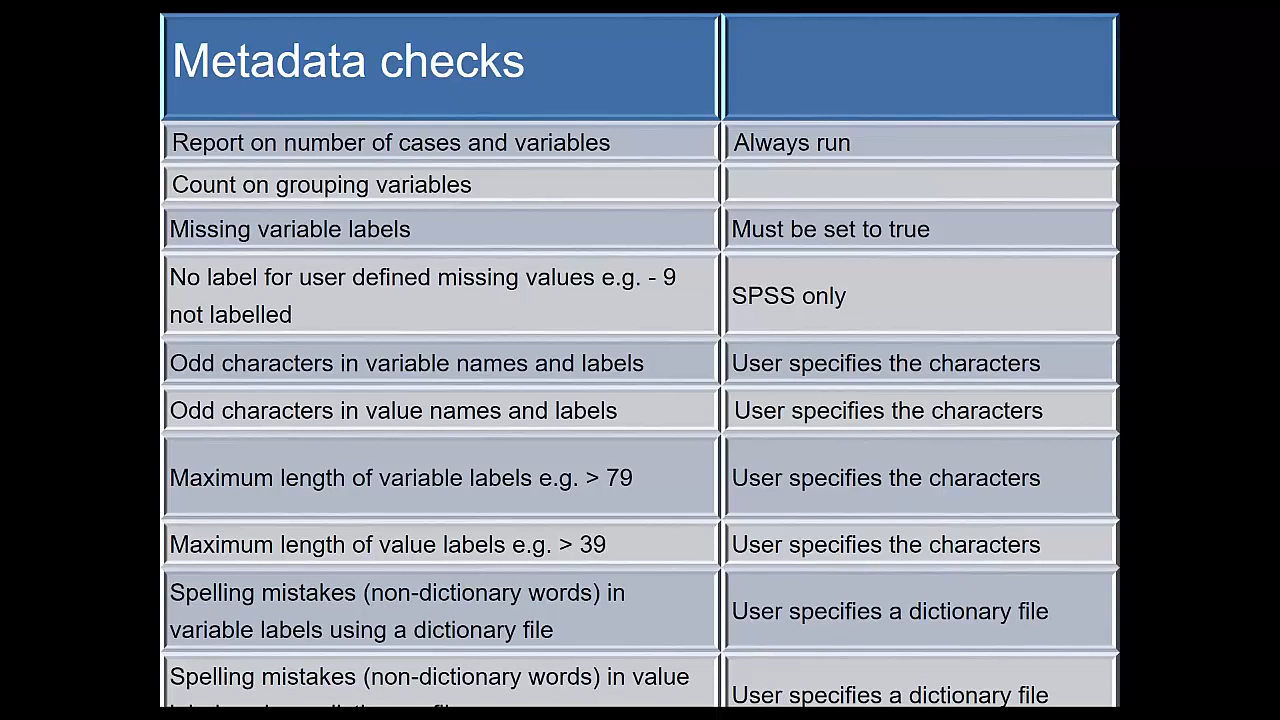 Metadata checks
Report on number of cases and variables
Always run
Count on grouping variables
Missing variable labels
Must be set to true
No label for user defined missing values e.g. - 9
not labelled
SPSS only
Odd characters in variable names and labels
User specifies the characters
Odd characters in value names and labels
User specifies the characters
Maximum length of variable labels e.g. > 79
User specifies the characters
Maximum length of value labels e.g. > 39
User specifies the characters
Spelling mistakes (non-dictionary words) in
variable labels using a dictionary file
User specifies a dictionary file
Spelling mistakes (non-dictionary words) in value
User specifies a dictionary file